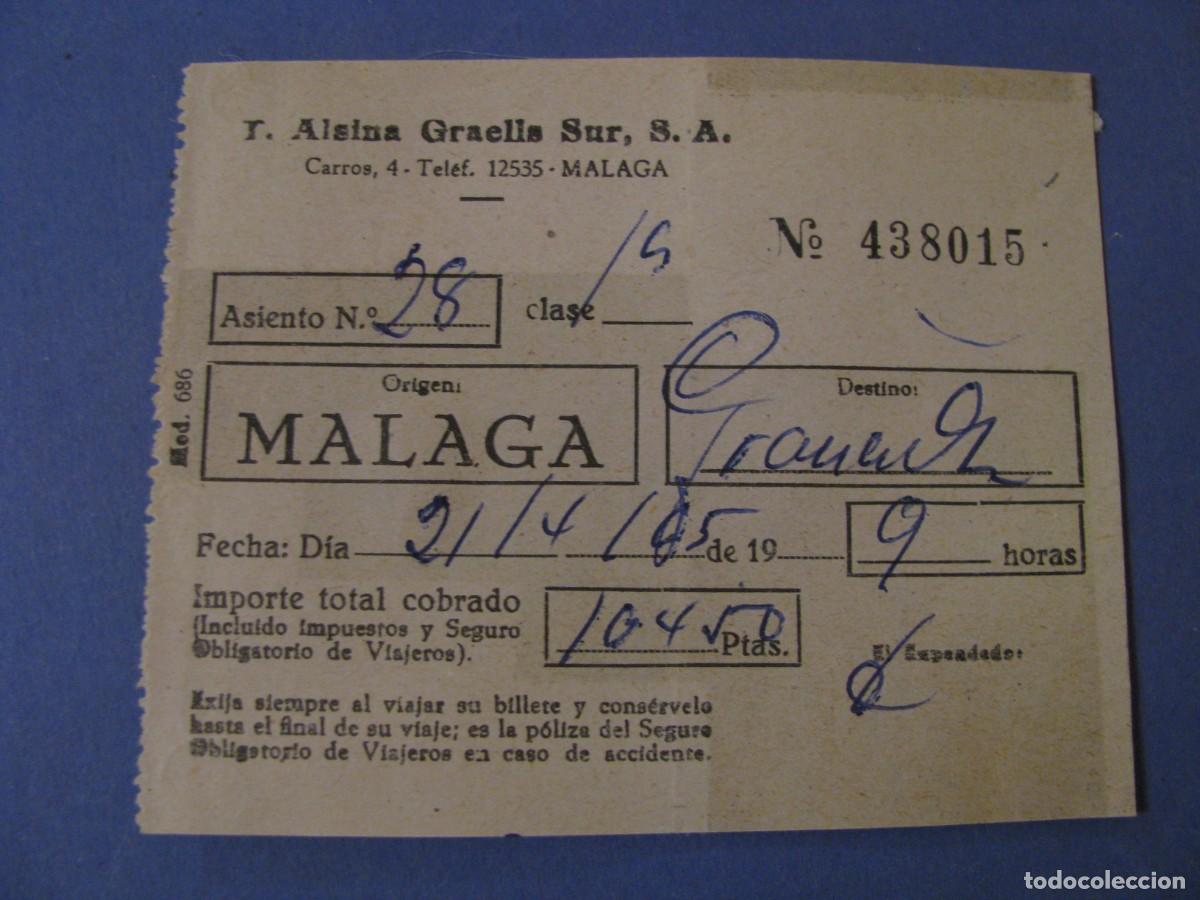 T. Alsina Graells Sur, S. A.
Carros, 4 - Teléf. 12535 - MALAGA
Nº 438015
Asiento N.º 28 clase
Med. 686
Origen:
MALAGA
Destino:
Granada
Fecha: Día 21/4/65 de 19 9 horas
Importe total cobrado
(Incluído impuestos y Seguro
Obligatorio de Viajeros).
104 50 Ptas.
El Expendedor
Exija siempre al viajar su billete y consérvelo
hasta el final de su viaje; es la póliza del Seguro
Obligatorio de Viajeros en caso de accidente.
todocoleccion